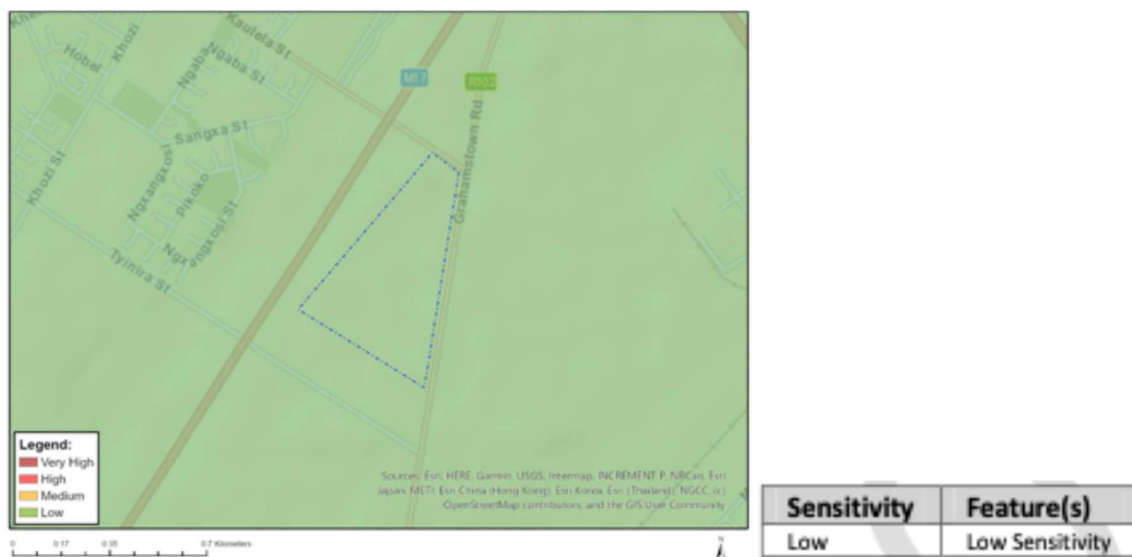 Kaulela St
Khozi
Hobel
Ngaba
Ngaba St
M17
R102
Sangxa St
Grahamstown Rd
Khozi St
Ngxangxosi
Pikoko
Ngxangxosi St
Tyinira St
Legend:
Very High
High
Medium
Low
Sources: Esri, HERE, Garmin, USGS, Intermap, INCREMENT P, NRCan, Esri
Japan, METI, Esri China (Hong Kong), Esri Korea, Esri (Thailand), NGCC, (c)
OpenStreetMap contributors, and the GIS User Community
0 0.17 0.35 0.7 Kilometers
N
Sensitivity Feature(s)
Low Low Sensitivity